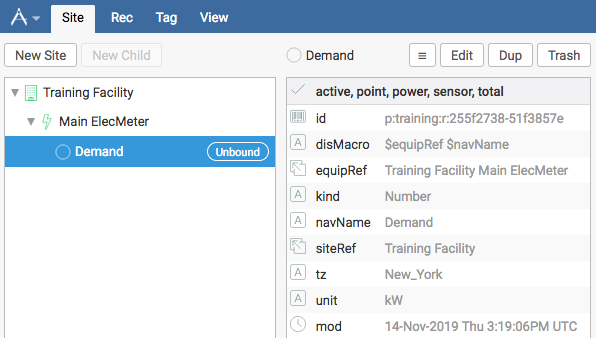 Site Rec Tag View
New Site New Child Demand ≡ Edit Dup Trash
Training Facility
Main ElecMeter
Demand Unbound
active, point, power, sensor, total
id p:training:r:255f2738-51f3857e
A disMacro $equipRef $navName
equipRef Training Facility Main ElecMeter
A kind Number
A navName Demand
siteRef Training Facility
A tz New_York
A unit kW
mod 14-Nov-2019 Thu 3:19:06PM UTC